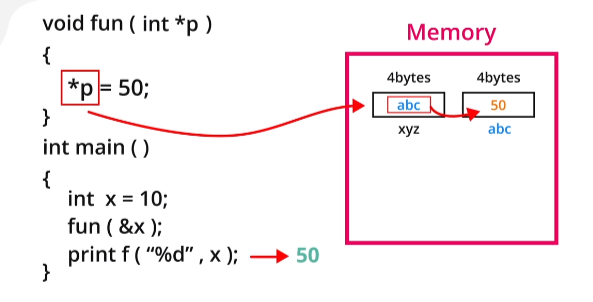 void fun ( int *p )
{
*p = 50;
}
int main ( )
{
int x = 10;
fun ( &x );
print f ( “%d” , x ); 50
}
Memory
4bytes 4bytes
abc 50
xyz abc